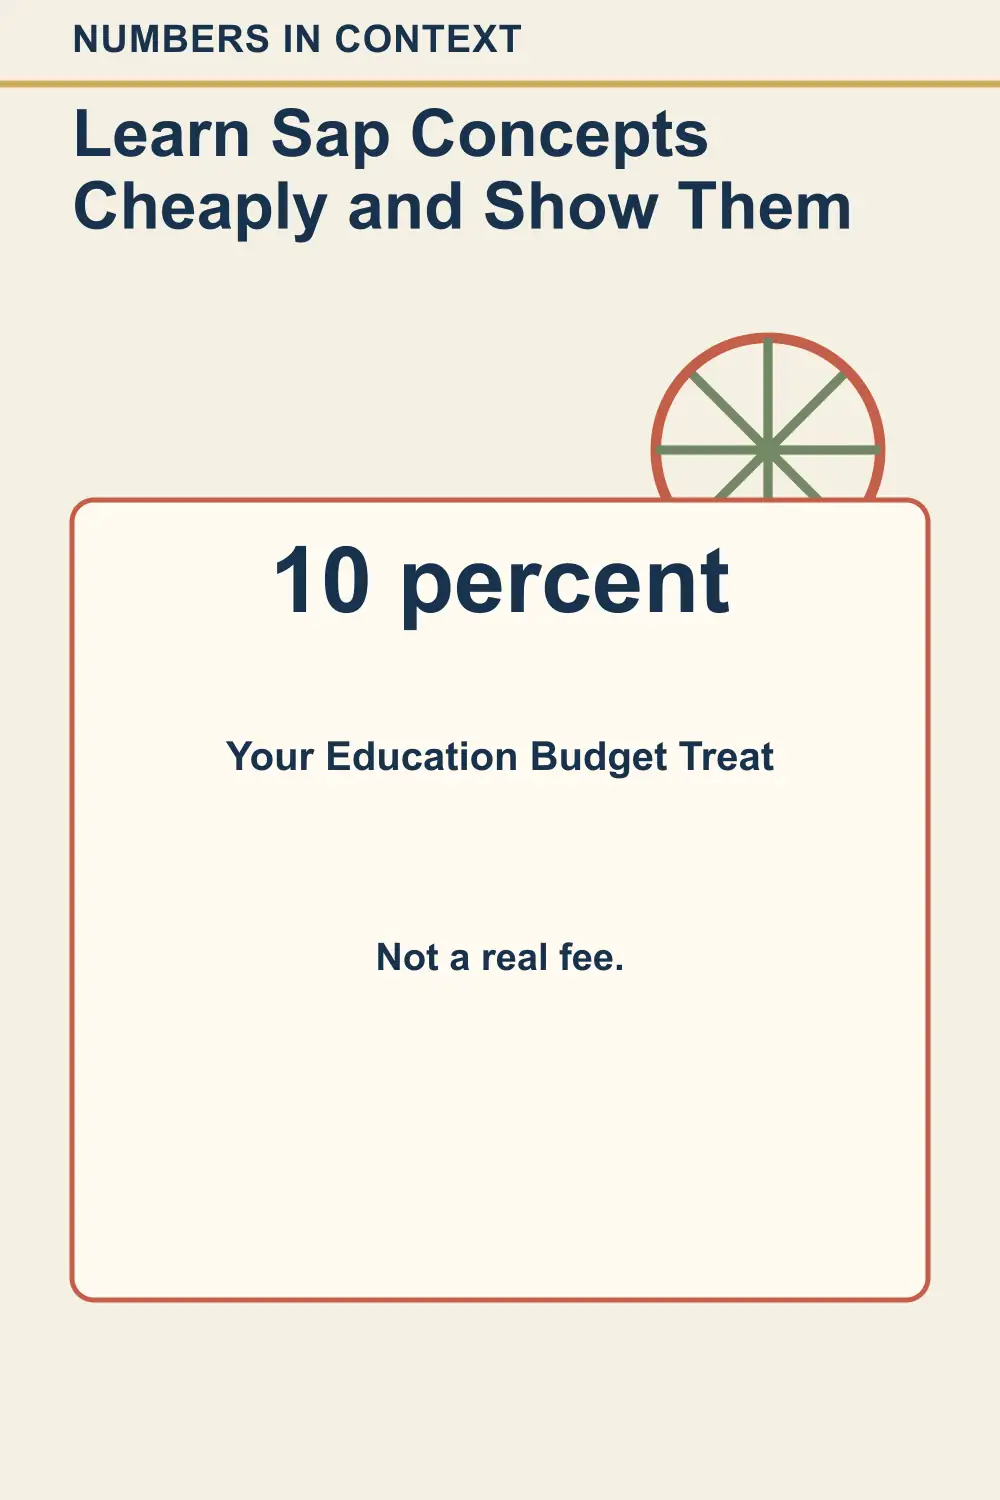 NUMBERS IN CONTEXT
Learn Sap Concepts
Cheaply and Show Them
10 percent
Your Education Budget Treat
Not a real fee.